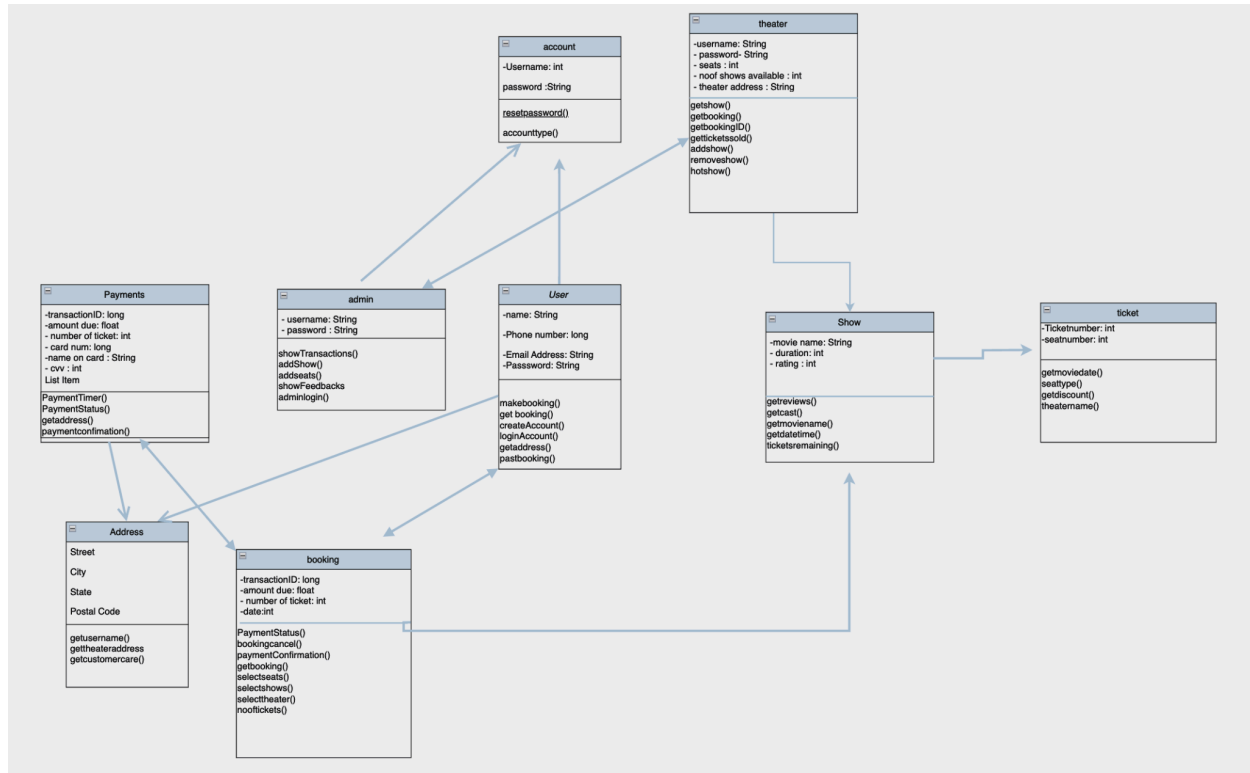 account
-Username: int
password :String
resetpassword()
accounttype()
theater
-username: String
- password- String
- seats : int
- noof shows available : int
- theater address : String
getshow()
getbooking()
getbookingID()
getticketssold()
addshow()
removeshow()
hotshow()
Payments
-transactionID: long
-amount due: float
- number of ticket: int
- card num: long
-name on card : String
- cvv : int
List Item
PaymentTimer()
PaymentStatus()
getaddress()
paymentconfimation()
admin
- username: String
- password : String
showTransactions()
addShow()
addseats()
showFeedbacks
adminlogin()
User
-name: String
-Phone number: long
-Email Address: String
-Passsword: String
makebooking()
get booking()
createAccount()
loginAccount()
getaddress()
pastbooking()
Show
-movie name: String
- duration: int
- rating : int
getreviews()
getcast()
getmoviename()
getdatetime()
ticketsremaining()
ticket
-Ticketnumber: int
-seatnumber: int
getmoviedate()
seattype()
getdiscount()
theatername()
Address
Street
City
State
Postal Code
getusername()
gettheateraddress
getcustomercare()
booking
-transactionID: long
-amount due: float
- number of ticket: int
-date:int
PaymentStatus()
bookingcancel()
paymentConfirmation()
getbooking()
selectseats()
selectshows()
selecttheater()
nooftickets()